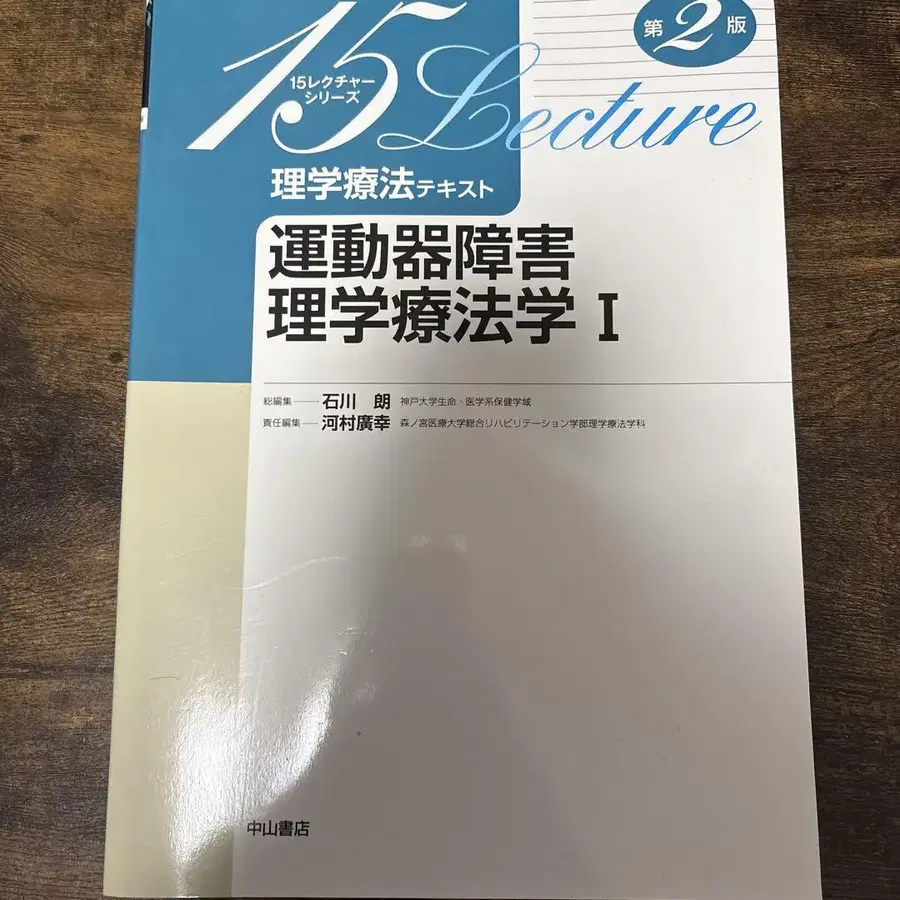 第2版
15 Lecture
15レクチャー
シリーズ
理学療法テキスト
運動器障害
理学療法学 I
総編集 石川 朗 神戸大学生命・医学系保健学域
責任編集 河村廣幸 森ノ宮医療大学総合リハビリテーション学部理学療法学科
中山書店